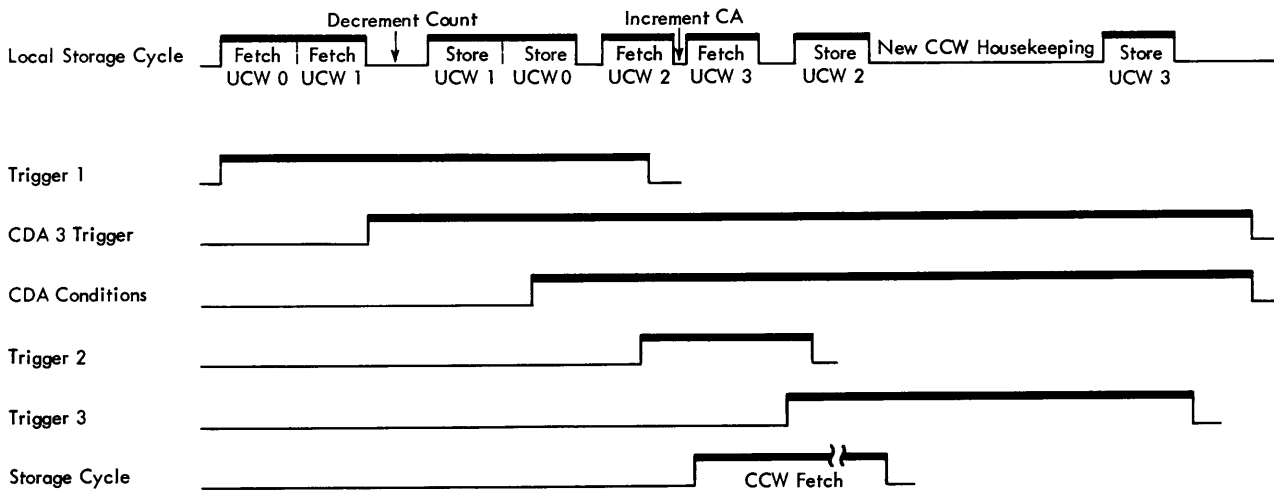 Decrement Count
Increment CA
Local Storage Cycle
Fetch UCW 0
Fetch UCW 1
Store UCW 1
Store UCW0
Fetch UCW 2
Fetch UCW 3
Store UCW 2
New CCW Housekeeping
Store UCW 3
Trigger 1
CDA 3 Trigger
CDA Conditions
Trigger 2
Trigger 3
Storage Cycle
CCW Fetch